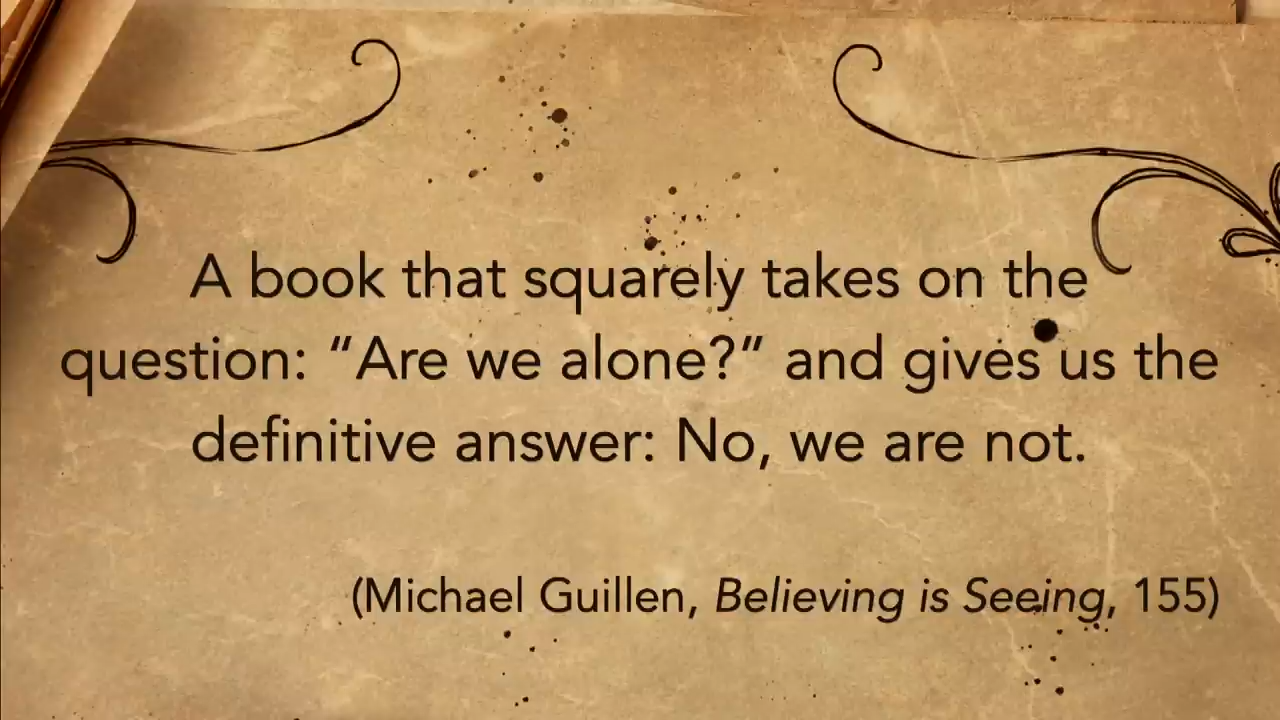 A book that squarely takes on the
question: “Are we alone?” and gives us the
definitive answer: No, we are not.
(Michael Guillen, Believing is Seeing, 155)